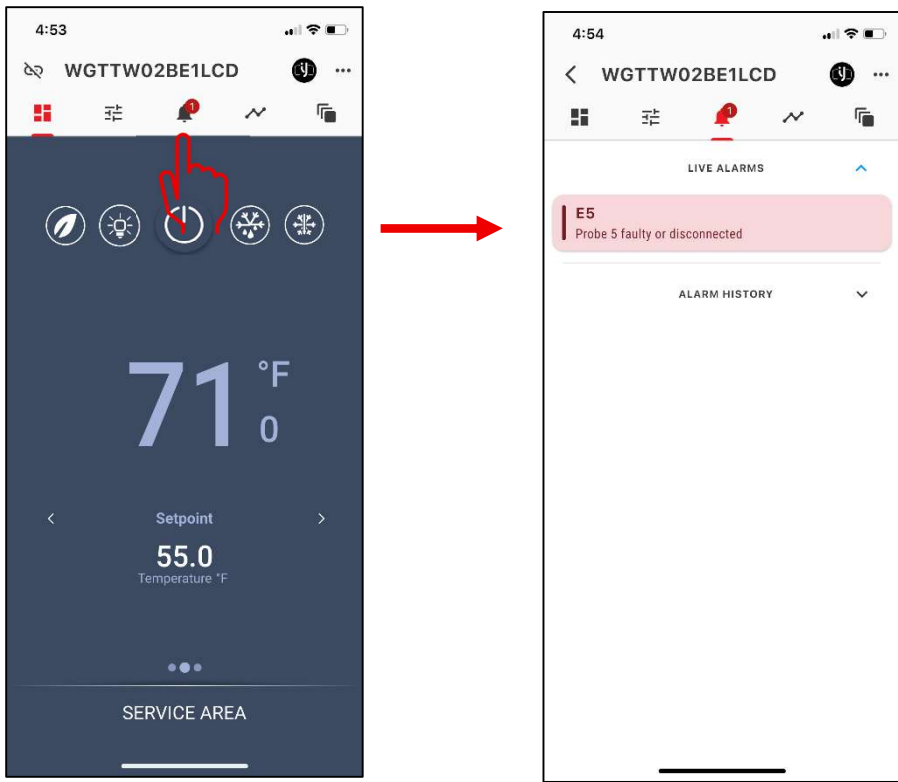 4:53
WGTTW02BE1LCD
1
71 °F
0
Setpoint
55.0
Temperature °F
SERVICE AREA
4:54
WGTTW02BE1LCD
1
LIVE ALARMS
E5
Probe 5 faulty or disconnected
ALARM HISTORY